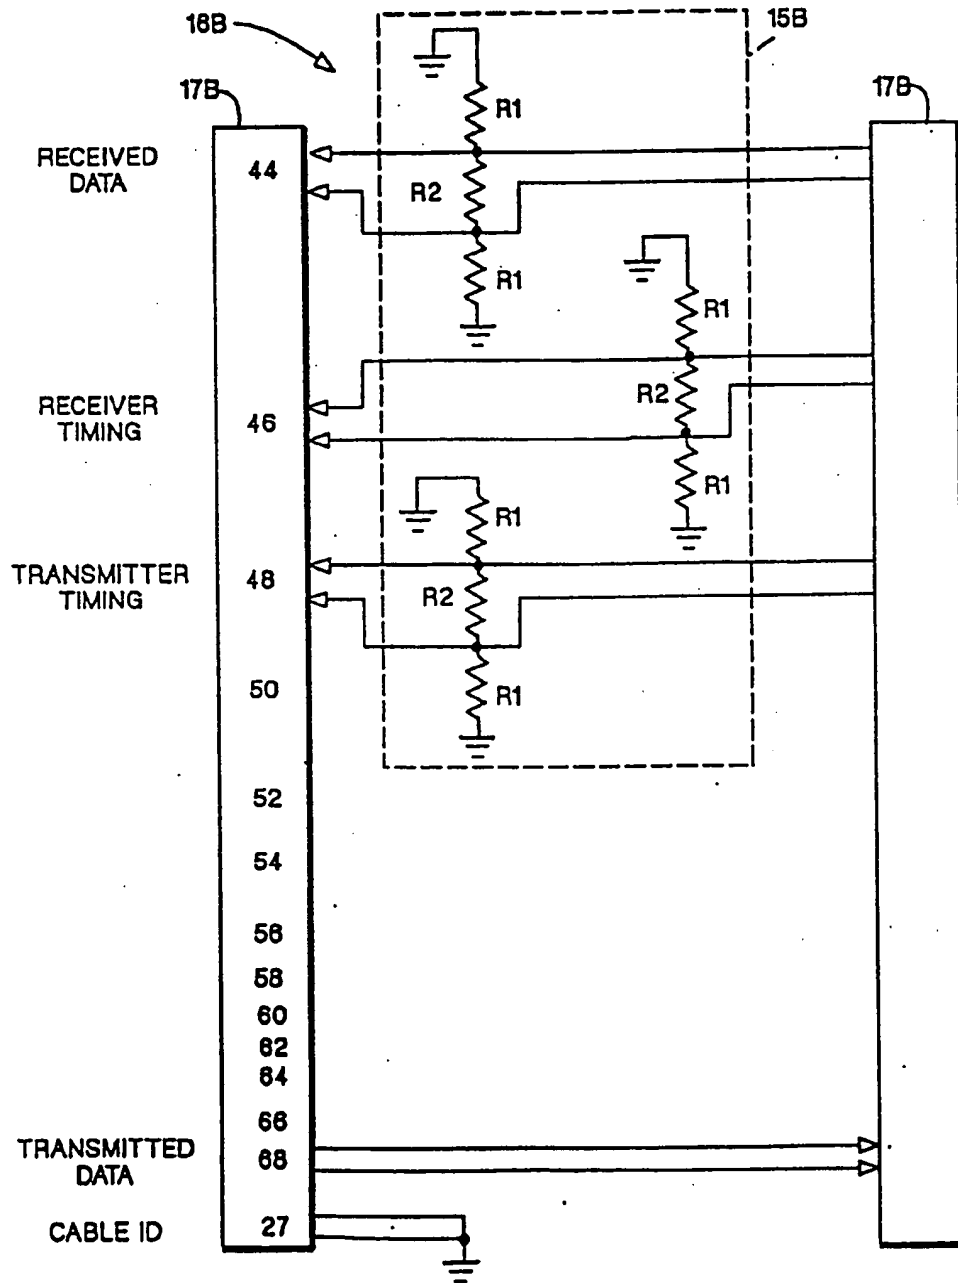 16B
15B
17B
17B
R1
RECEIVED
DATA
44
R2
R1
R1
RECEIVER
TIMING
46
R2
R1
R1
TRANSMITTER
TIMING
48
R2
50
R1
52
54
56
58
60
62
64
66
TRANSMITTED
DATA
68
CABLE ID
27